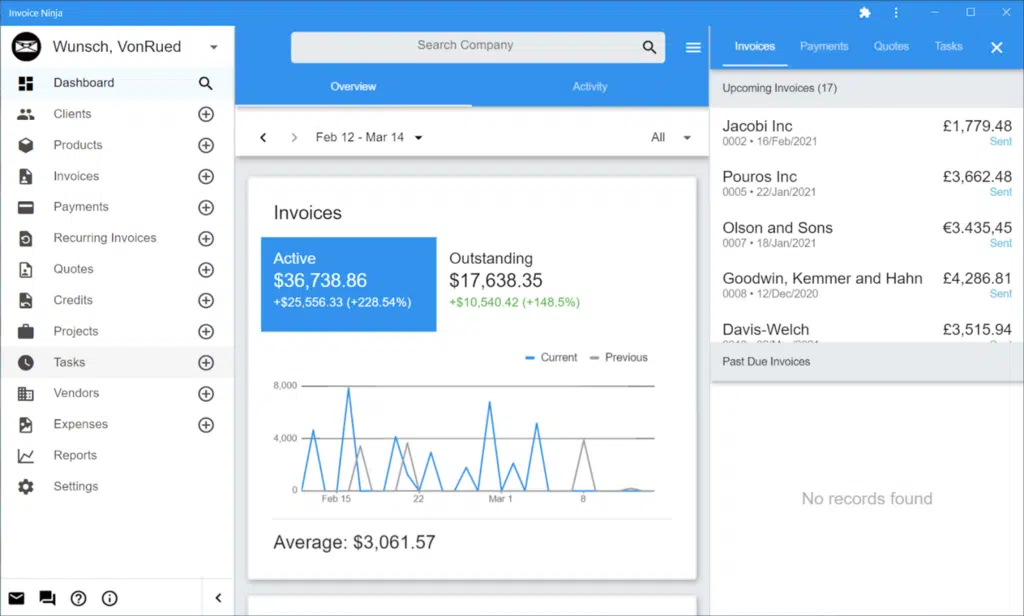 Invoice Ninja
Wunsch, VonRued
Dashboard
Clients
Products
Invoices
Payments
Recurring Invoices
Quotes
Credits
Projects
Tasks
Vendors
Expenses
Reports
Settings
Search Company
Overview
Activity
Feb 12 - Mar 14
All
Invoices
Active
$36,738.86
+$25,556.33 (+228.54%)
Outstanding
$17,638.35
+$10,540.42 (+148.5%)
Current
Previous
8,000
4,000
0
Feb 15
22
Mar 1
8
Average: $3,061.57
Invoices
Payments
Quotes
Tasks
Upcoming Invoices (17)
Jacobi Inc
£1,779.48
0002 • 16/Feb/2021
Sent
Pouros Inc
£3,662.48
0005 • 22/Jan/2021
Sent
Olson and Sons
€3.435,45
0007 • 18/Jan/2021
Sent
Goodwin, Kemmer and Hahn
£4,286.81
0008 • 12/Dec/2020
Sent
Davis-Welch
£3,515.94
Past Due Invoices
No records found